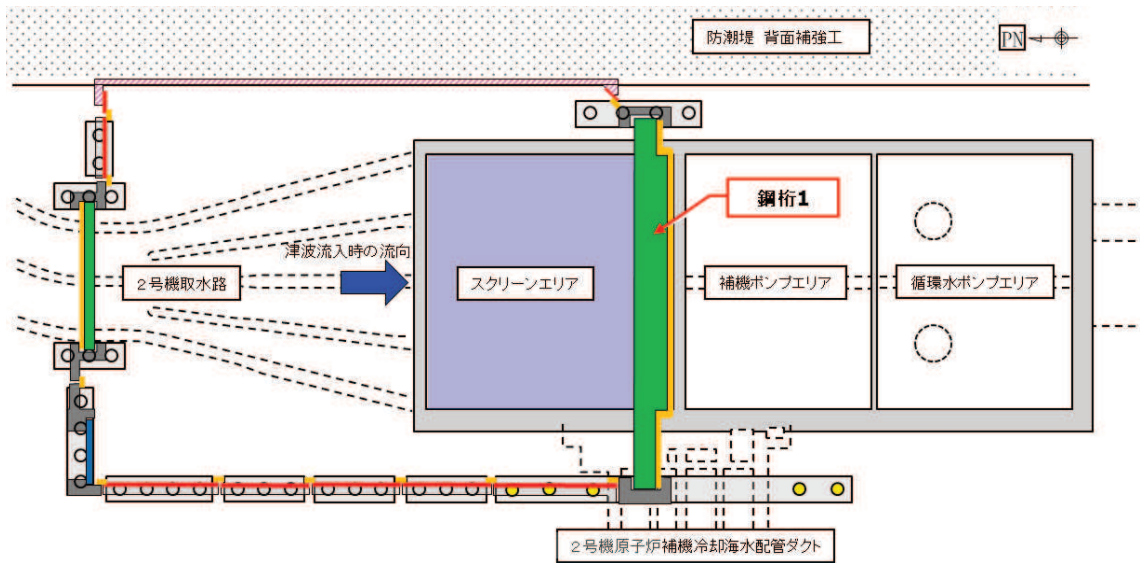 防潮堤 背面補強工
PN
鋼桁1
津波流入時の流向
2号機取水路
スクリーンエリア
補機ポンプエリア
循環水ポンプエリア
2号機原子炉補機冷却海水配管ダクト